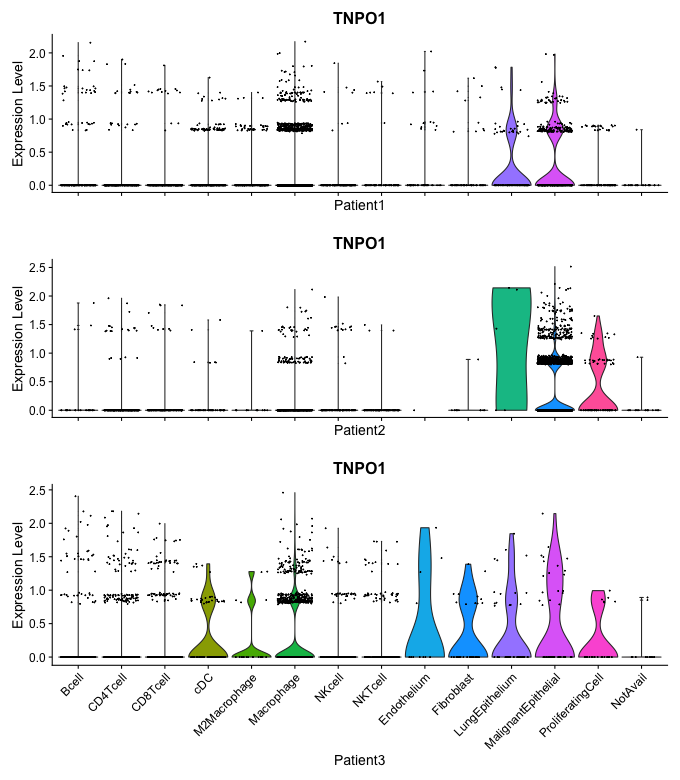 TNPO1
Expression Level
2.0
1.5
1.0
0.5
0.0
Patient1
TNPO1
Expression Level
2.5
2.0
1.5
1.0
0.5
0.0
Patient2
TNPO1
Expression Level
2.5
2.0
1.5
1.0
0.5
0.0
Bcell
CD4Tcell
CD8Tcell
cDC
M2Macrophage
Macrophage
NKcell
NKTcell
Endothelium
Fibroblast
LungEpithelium
MalignantEpithelial
ProliferatingCell
NotAvail
Patient3